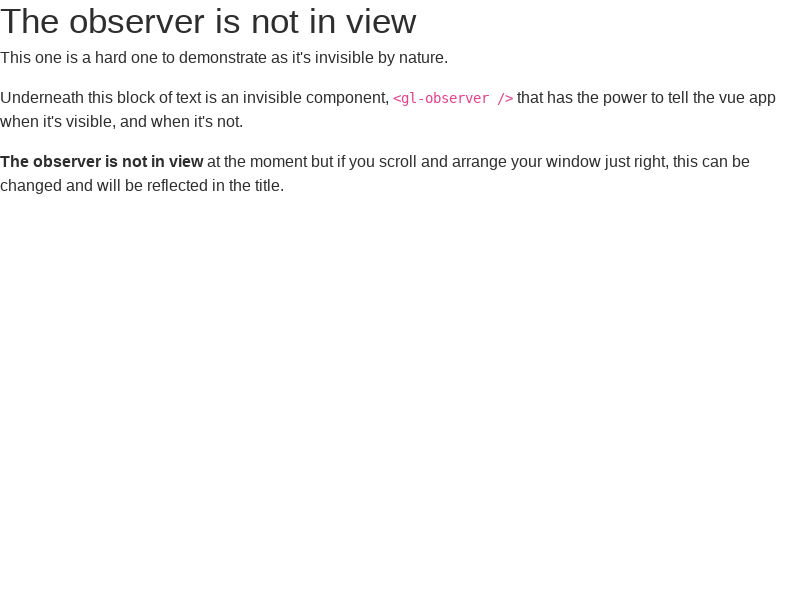 The observer is not in view
This one is a hard one to demonstrate as it's invisible by nature.
Underneath this block of text is an invisible component, <gl-observer /> that has the power to tell the vue app
when it's visible, and when it's not.
The observer is not in view at the moment but if you scroll and arrange your window just right, this can be
changed and will be reflected in the title.